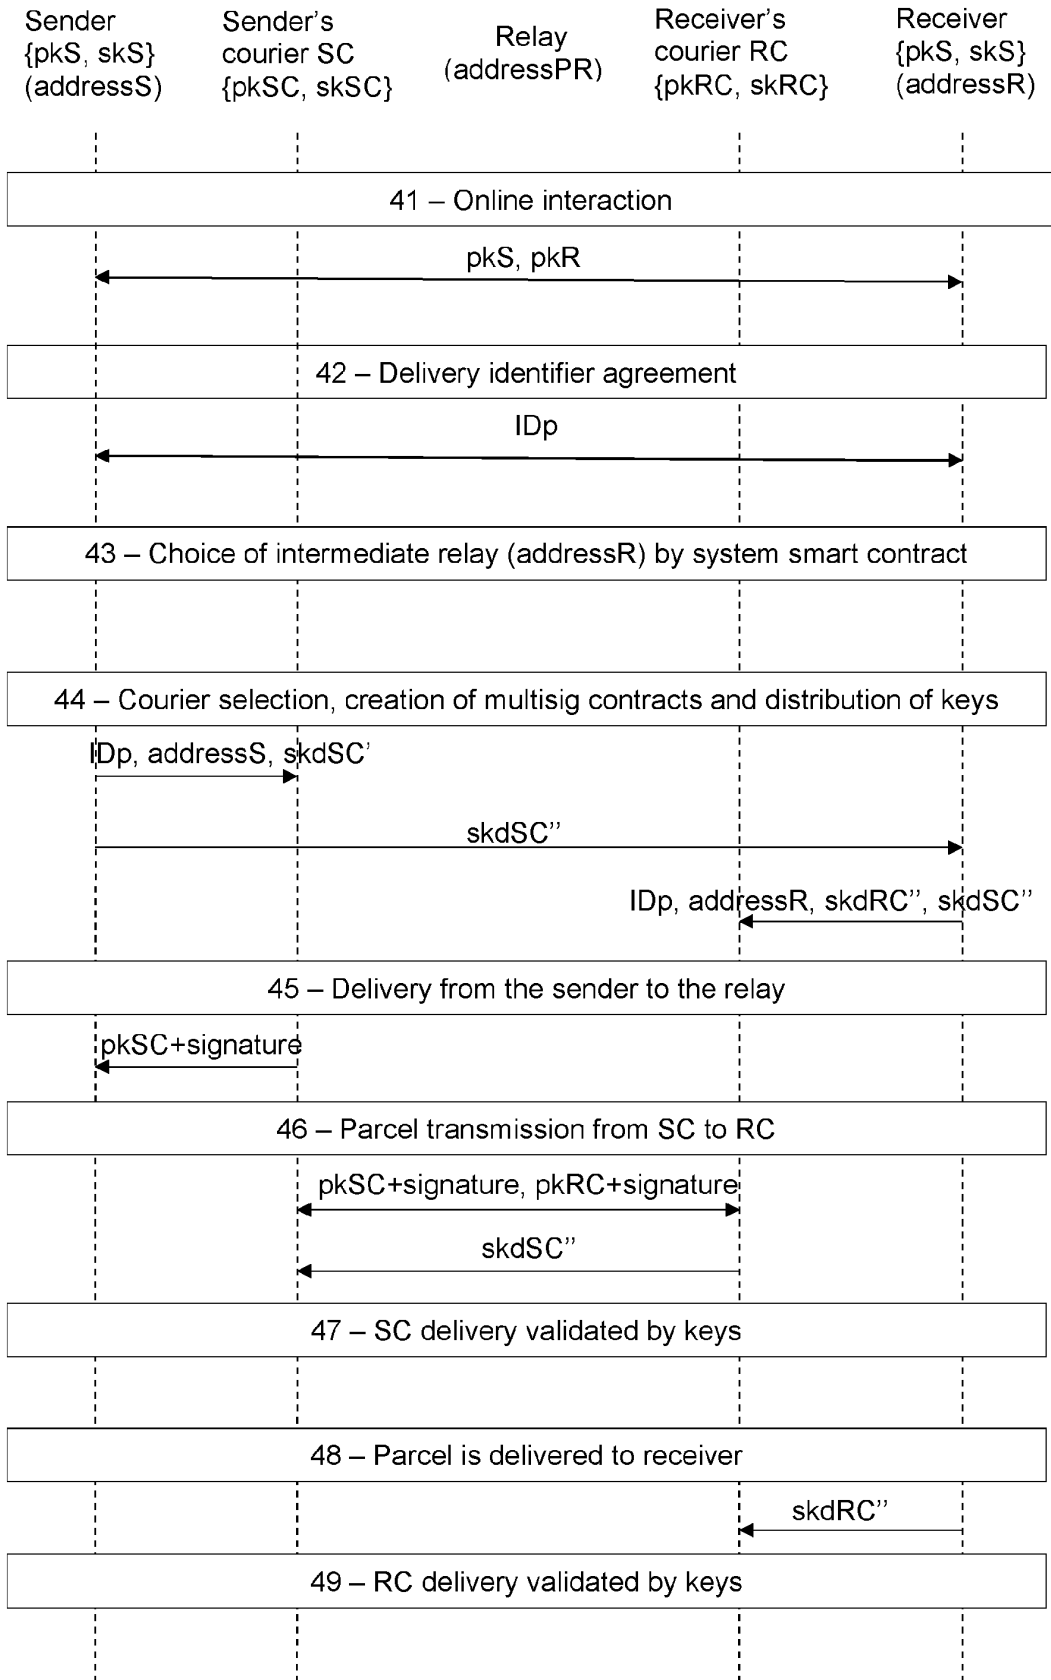 Sender
{pkS, skS}
(addressS)
Sender's
courier SC
{pkSC, skSC}
Relay
(addressPR)
Receiver's
courier RC
{pkRC, skRC}
Receiver
{pkS, skS}
(addressR)
41 – Online interaction
pkS, pkR
42 – Delivery identifier agreement
IDp
43 – Choice of intermediate relay (addressR) by system smart contract
44 – Courier selection, creation of multisig contracts and distribution of keys
IDp, addressS, skdSC'
skdSC’’
IDp, addressR, skdRC’’, skdSC’’
45 – Delivery from the sender to the relay
pkSC+signature
46 – Parcel transmission from SC to RC
pkSC+signature, pkRC+signature
skdSC’’
47 – SC delivery validated by keys
48 – Parcel is delivered to receiver
skdRC’’
49 – RC delivery validated by keys